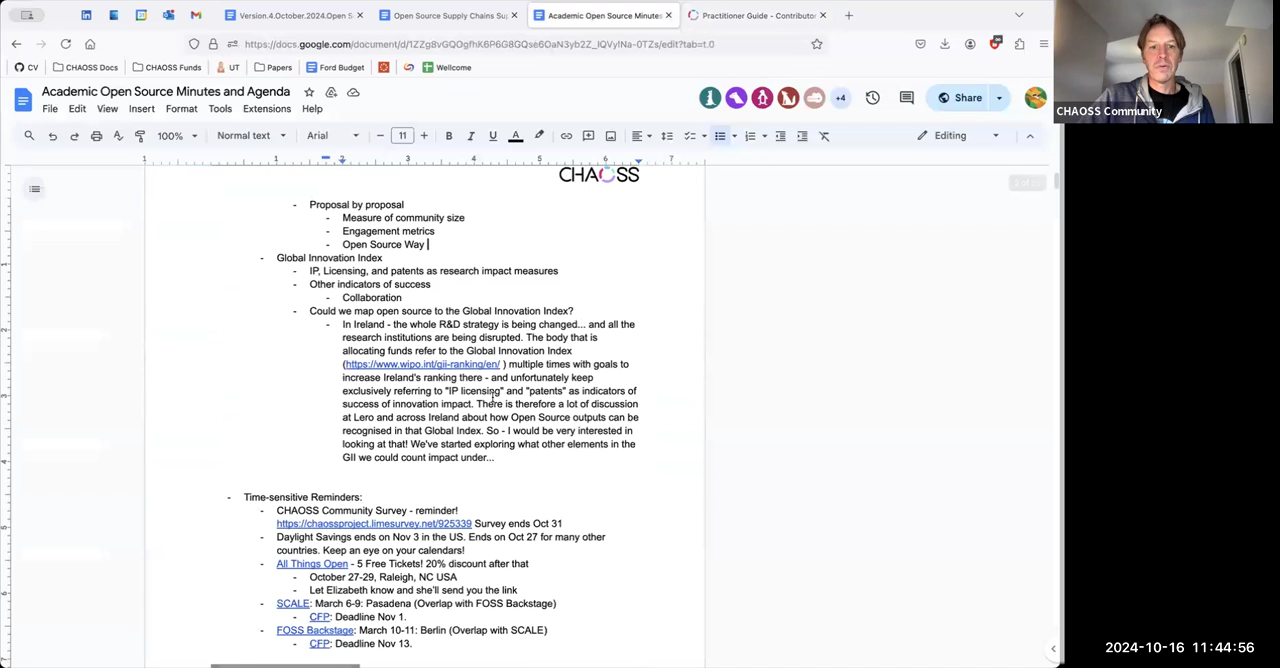 Version.4.October.2024.Open S
Open Source Supply Chains Su
Academic Open Source Minutes
Practitioner Guide - Contributor
CV
CHAOSS Docs
CHAOSS Funds
UT
Papers
Ford Budget
Wellcome
Academic Open Source Minutes and Agenda
File Edit View Insert Format Tools Extensions Help
+4
Share
100%
Normal text
Arial
11
Editing
CHAOSS Community
1 1 2 3 4 5 6 7
CHAOSS
- Proposal by proposal
- Measure of community size
- Engagement metrics
- Open Source Way
- Global Innovation Index
- IP, Licensing, and patents as research impact measures
- Other indicators of success
- Collaboration
- Could we map open source to the Global Innovation Index?
- In Ireland - the whole R&D strategy is being changed... and all the
research institutions are being disrupted. The body that is
allocating funds refer to the Global Innovation Index
(https://www.wipo.int/gii-ranking/en/ ) multiple times with goals to
increase Ireland's ranking there - and unfortunately keep
exclusively referring to "IP licensing" and "patents" as indicators of
success of innovation impact. There is therefore a lot of discussion
at Lero and across Ireland about how Open Source outputs can be
recognised in that Global Index. So - I would be very interested in
looking at that! We've started exploring what other elements in the
GII we could count impact under...
- Time-sensitive Reminders:
- CHAOSS Community Survey - reminder!
https://chaossproject.limesurvey.net/925339 Survey ends Oct 31
- Daylight Savings ends on Nov 3 in the US. Ends on Oct 27 for many other
countries. Keep an eye on your calendars!
- All Things Open - 5 Free Tickets! 20% discount after that
- October 27-29, Raleigh, NC USA
- Let Elizabeth know and she'll send you the link
- SCALE: March 6-9: Pasadena (Overlap with FOSS Backstage)
- CFP: Deadline Nov 1.
- FOSS Backstage: March 10-11: Berlin (Overlap with SCALE)
- CFP: Deadline Nov 13.
2024-10-16 11:44:56